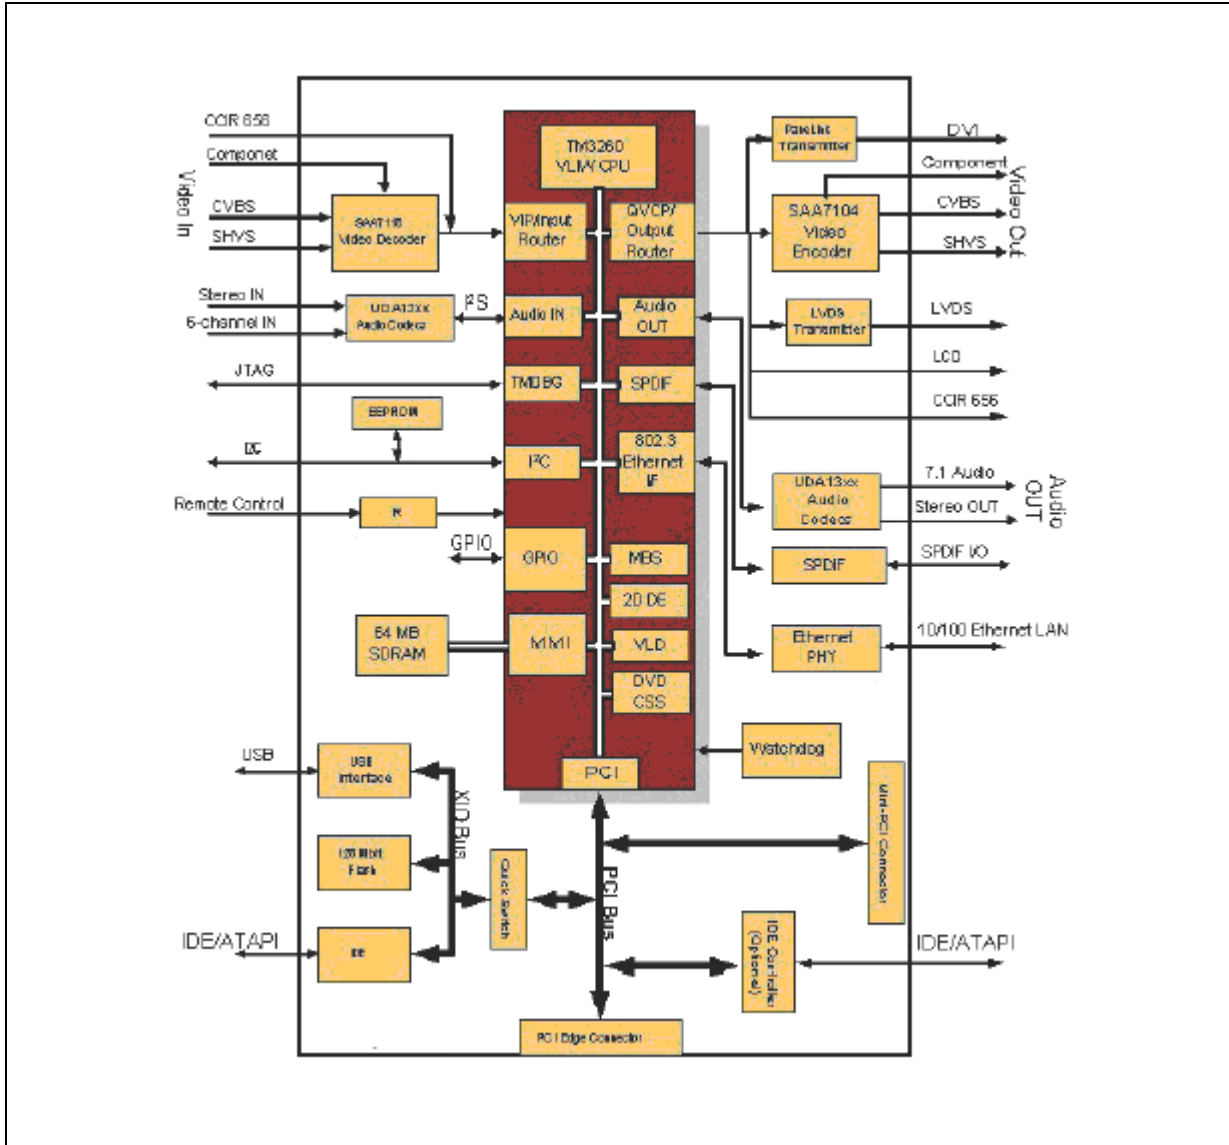 CCIR 656
Componet
CVBS
SHVS
Video In
Video Decoder
Stereo IN
6-channel IN
UDA13xx
Audio Codecs
I²S
JTAG
EEPROM
I2C
Remote Control
IR
GPIO
64 MB
SDRAM
USB
USB
Interface
128 Mbit
Flash
IDE/ATAPI
IDE
XIO Bus
Quick Switch
TM3260
VLIW CPU
VIP/Input
Router
QVCP/
Output
Router
Audio IN
Audio
OUT
TMDBG
SPDIF
I²C
802.3
Ethernet
I/F
GPIO
MBS
2D DE
MMI
VLD
DVD
CSS
PCI
PCI Bus
PCI Edge Connector
PanelLink
Transmitter
DVI
Component
SAA7104
Video
Encoder
CVBS
SHVS
Video Out
LVDS
Transmitter
LVDS
LCD
CCIR 656
UDA13xx
Audio
Codecs
7.1 Audio
Stereo OUT
Audio
OUT
SPDIF
SPDIF I/O
Ethernet
PHY
10/100 Ethernet LAN
Watchdog
Mini-PCI Connector
IDE Controller
(Optional)
IDE/ATAPI